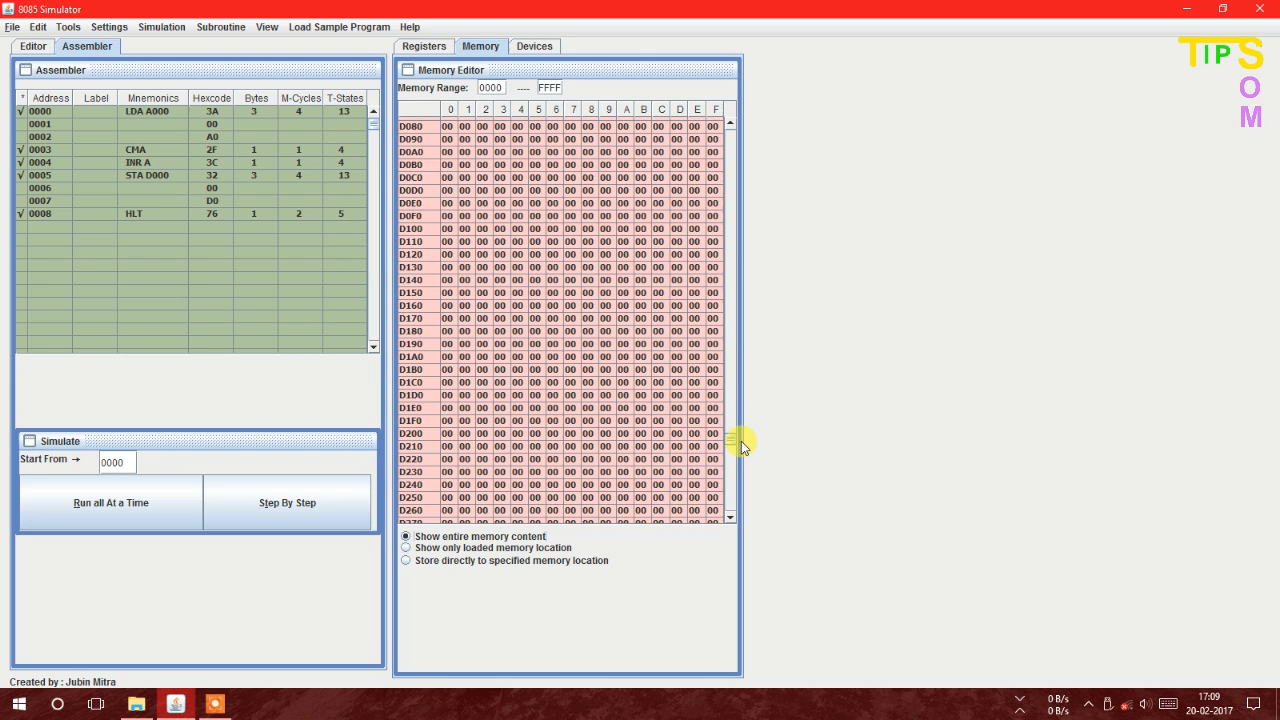 8085 Simulator
File Edit Tools Settings Simulation Subroutine View Load Sample Program Help
Editor Assembler
Assembler
* Address Label Mnemonics Hexcode Bytes M-Cycles T-States
√ 0000 LDA A000 3A 3 4 13
0001 00
0002 A0
√ 0003 CMA 2F 1 1 4
√ 0004 INR A 3C 1 1 4
√ 0005 STA D000 32 3 4 13
0006 00
0007 D0
√ 0008 HLT 76 1 2 5
Simulate
Start From → 0000
Run all At a Time Step By Step
Created by : Jubin Mitra
Registers Memory Devices
Memory Editor
Memory Range: 0000 ---- FFFF
0 1 2 3 4 5 6 7 8 9 A B C D E F
D080 00 00 00 00 00 00 00 00 00 00 00 00 00 00 00 00
D090 00 00 00 00 00 00 00 00 00 00 00 00 00 00 00 00
D0A0 00 00 00 00 00 00 00 00 00 00 00 00 00 00 00 00
D0B0 00 00 00 00 00 00 00 00 00 00 00 00 00 00 00 00
D0C0 00 00 00 00 00 00 00 00 00 00 00 00 00 00 00 00
D0D0 00 00 00 00 00 00 00 00 00 00 00 00 00 00 00 00
D0E0 00 00 00 00 00 00 00 00 00 00 00 00 00 00 00 00
D0F0 00 00 00 00 00 00 00 00 00 00 00 00 00 00 00 00
D100 00 00 00 00 00 00 00 00 00 00 00 00 00 00 00 00
D110 00 00 00 00 00 00 00 00 00 00 00 00 00 00 00 00
D120 00 00 00 00 00 00 00 00 00 00 00 00 00 00 00 00
D130 00 00 00 00 00 00 00 00 00 00 00 00 00 00 00 00
D140 00 00 00 00 00 00 00 00 00 00 00 00 00 00 00 00
D150 00 00 00 00 00 00 00 00 00 00 00 00 00 00 00 00
D160 00 00 00 00 00 00 00 00 00 00 00 00 00 00 00 00
D170 00 00 00 00 00 00 00 00 00 00 00 00 00 00 00 00
D180 00 00 00 00 00 00 00 00 00 00 00 00 00 00 00 00
D190 00 00 00 00 00 00 00 00 00 00 00 00 00 00 00 00
D1A0 00 00 00 00 00 00 00 00 00 00 00 00 00 00 00 00
D1B0 00 00 00 00 00 00 00 00 00 00 00 00 00 00 00 00
D1C0 00 00 00 00 00 00 00 00 00 00 00 00 00 00 00 00
D1D0 00 00 00 00 00 00 00 00 00 00 00 00 00 00 00 00
D1E0 00 00 00 00 00 00 00 00 00 00 00 00 00 00 00 00
D1F0 00 00 00 00 00 00 00 00 00 00 00 00 00 00 00 00
D200 00 00 00 00 00 00 00 00 00 00 00 00 00 00 00 00
D210 00 00 00 00 00 00 00 00 00 00 00 00 00 00 00 00
D220 00 00 00 00 00 00 00 00 00 00 00 00 00 00 00 00
D230 00 00 00 00 00 00 00 00 00 00 00 00 00 00 00 00
D240 00 00 00 00 00 00 00 00 00 00 00 00 00 00 00 00
D250 00 00 00 00 00 00 00 00 00 00 00 00 00 00 00 00
D260 00 00 00 00 00 00 00 00 00 00 00 00 00 00 00 00
Show entire memory content
Show only loaded memory location
Store directly to specified memory location
TIPS
O
M
0 B/s
0 B/s
17:09
20-02-2017